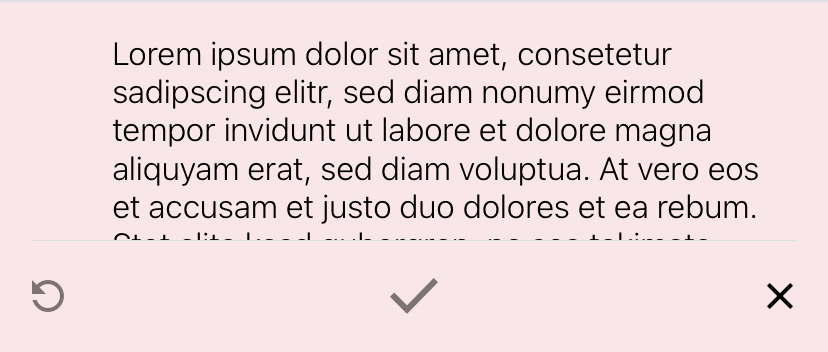 Lorem ipsum dolor sit amet, consetetur
sadipscing elitr, sed diam nonumy eirmod
tempor invidunt ut labore et dolore magna
aliquyam erat, sed diam voluptua. At vero eos
et accusam et justo duo dolores et ea rebum.